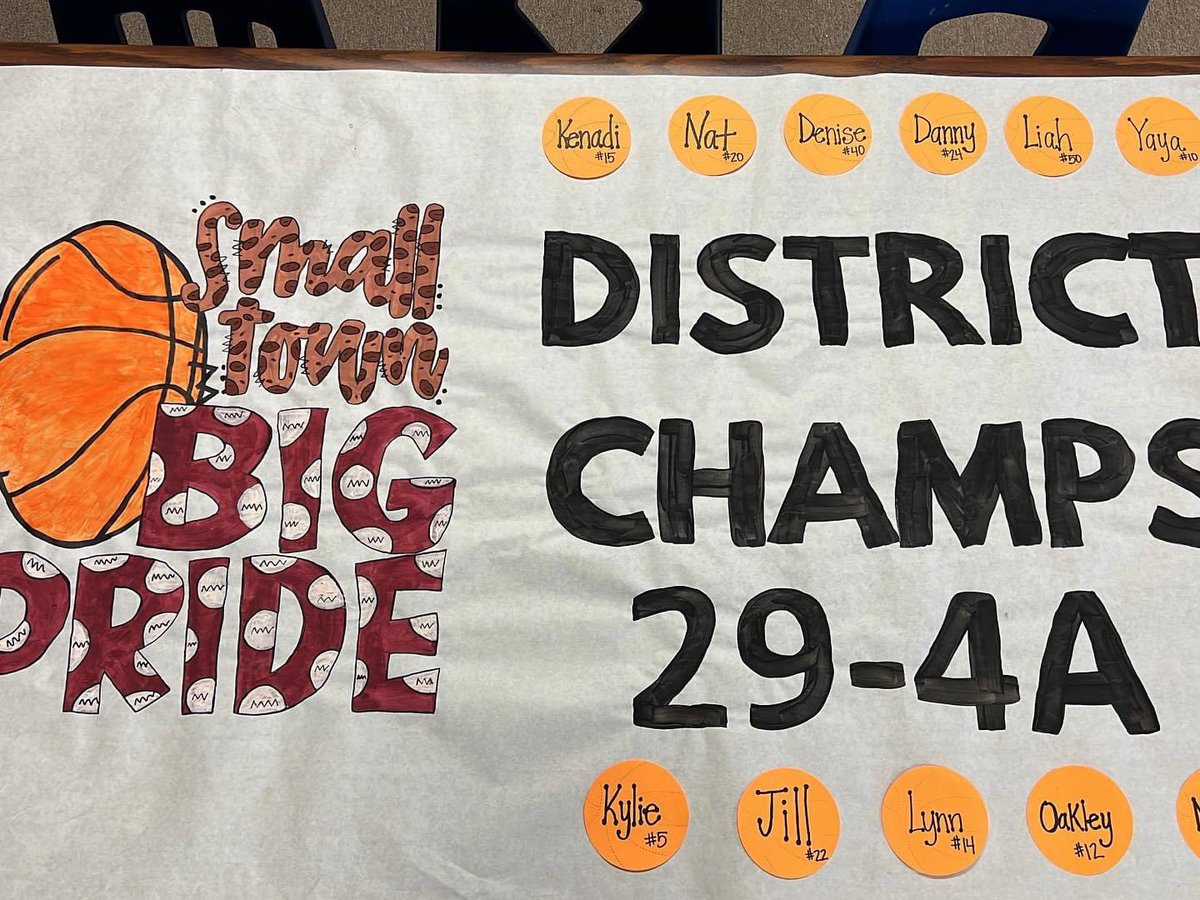 Small
town
BIG
PRIDE
Kenadi
#15
Nat
#20
Denise
#40
Danny
#24
Liah
#50
Yaya
#10
DISTRICT
CHAMPS
29-4A
Kylie
#5
Jill
#22
Lynn
#14
Oakley
#12